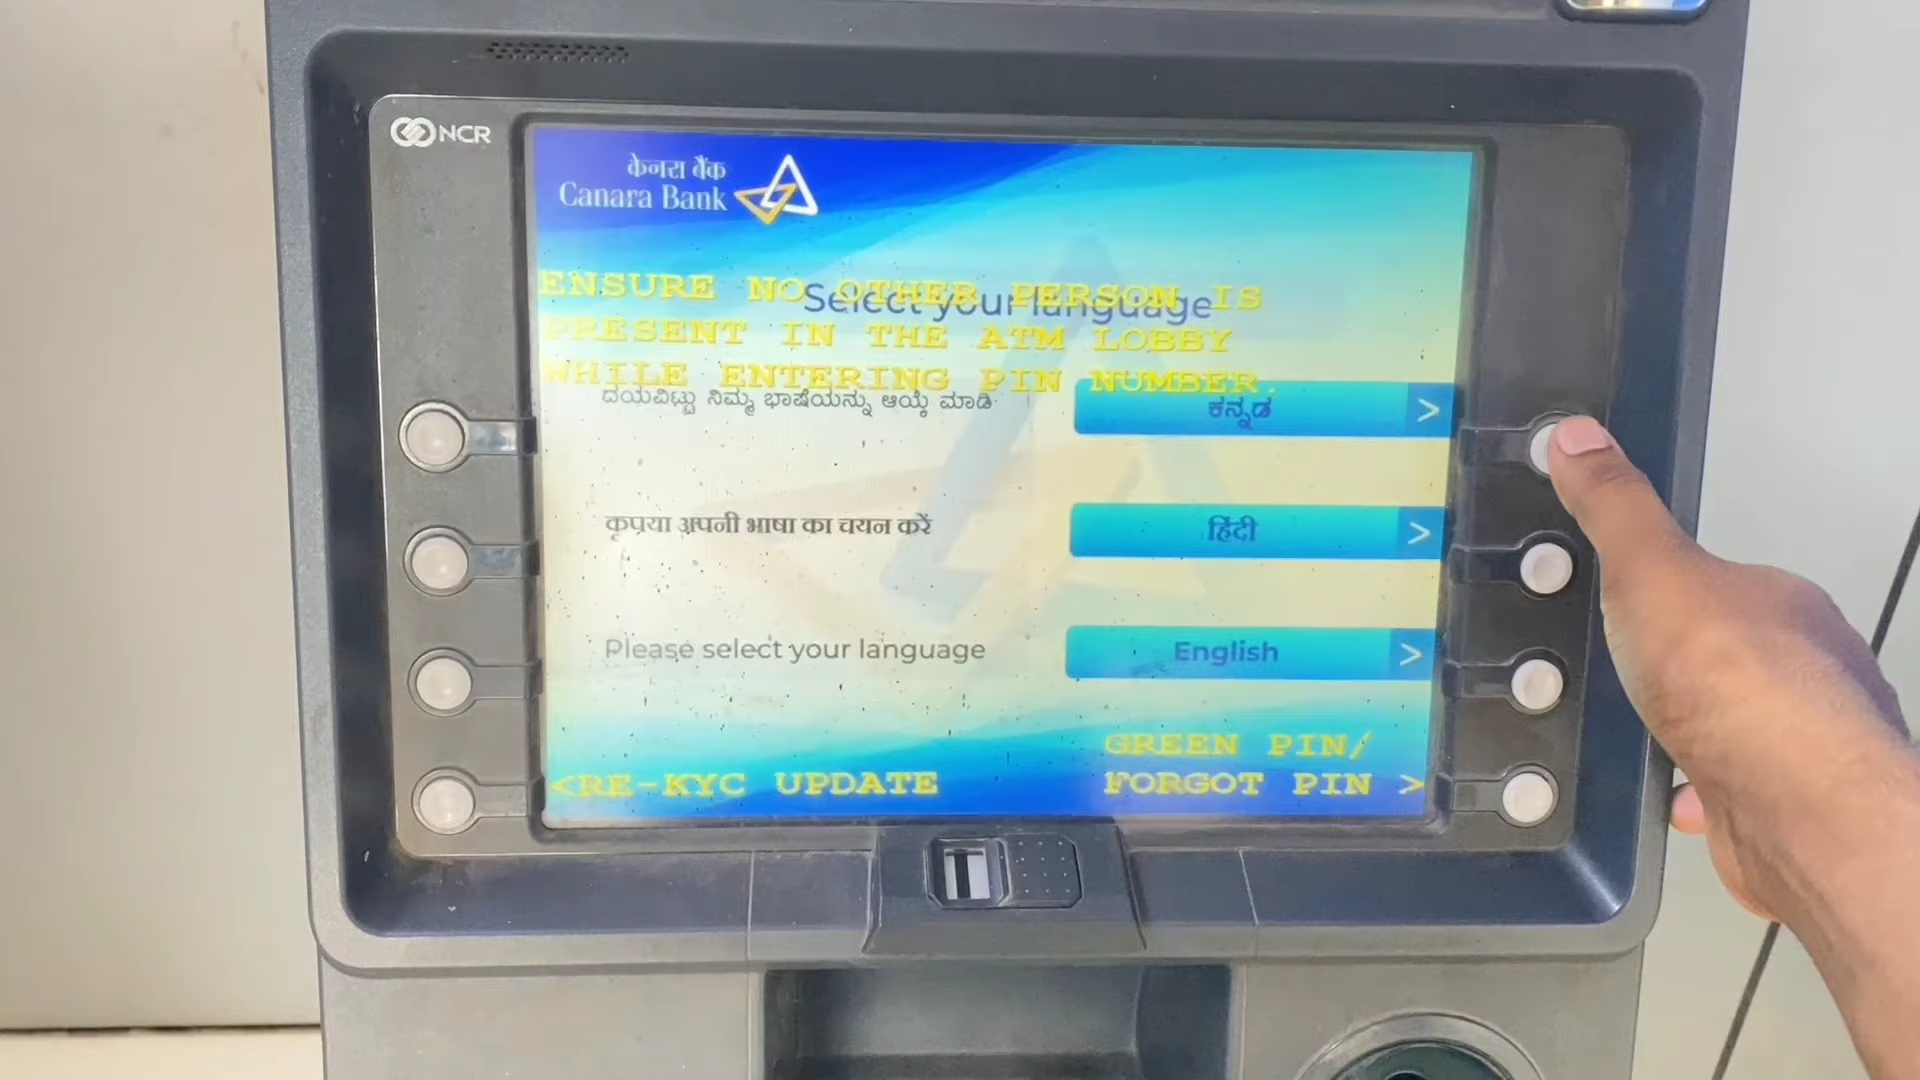 NCR
केनरा बैंक
Canara Bank
ENSURE NO OTHER PERSON IS
Select your language
PRESENT IN THE ATM LOBBY
WHILE ENTERING PIN NUMBER.
ದಯವಿಟ್ಟು ನಿಮ್ಮ ಭಾಷೆಯನ್ನು ಆಯ್ಕೆ ಮಾಡಿ
ಕನ್ನಡ >
कृपया अपनी भाषा का चयन करें
हिंदी >
Please select your language
English >
GREEN PIN/
<RE-KYC UPDATE
FORGOT PIN >